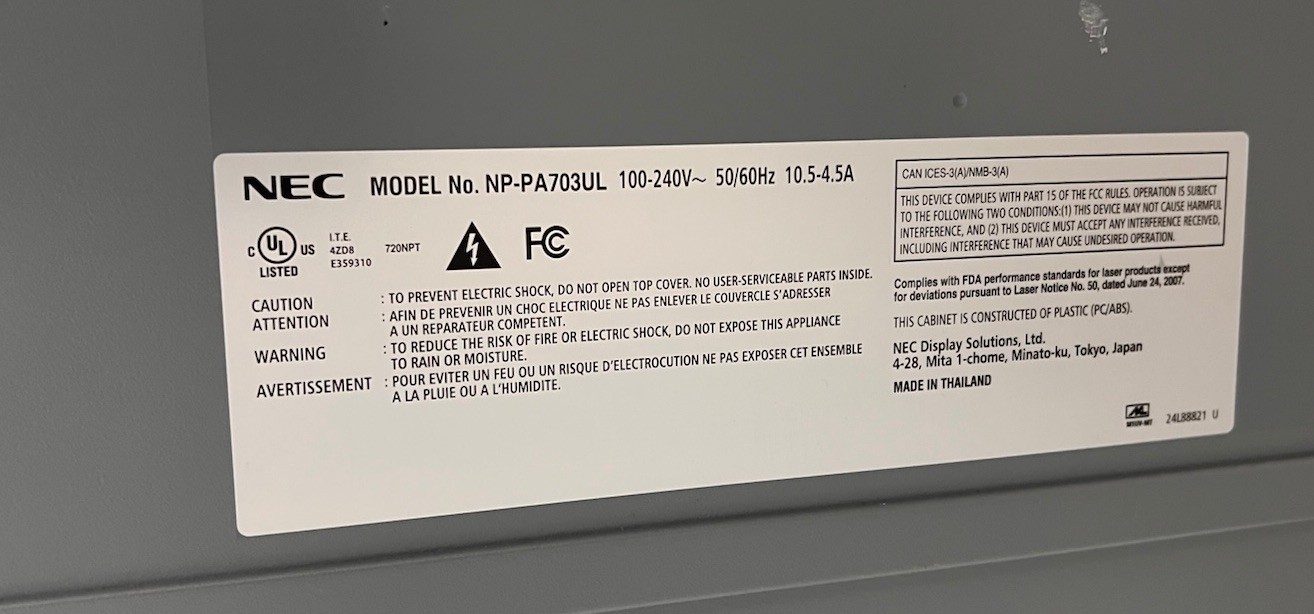 NEC MODEL No. NP-PA703UL 100-240V~ 50/60Hz 10.5-4.5A
C UL US LISTED
I.T.E.
4ZD8
E359310
720NPT
FC
CAUTION : TO PREVENT ELECTRIC SHOCK, DO NOT OPEN TOP COVER. NO USER-SERVICEABLE PARTS INSIDE.
ATTENTION : AFIN DE PREVENIR UN CHOC ELECTRIQUE NE PAS ENLEVER LE COUVERCLE S'ADRESSER
A UN REPARATEUR COMPETENT.
WARNING : TO REDUCE THE RISK OF FIRE OR ELECTRIC SHOCK, DO NOT EXPOSE THIS APPLIANCE
TO RAIN OR MOISTURE.
AVERTISSEMENT : POUR EVITER UN FEU OU UN RISQUE D'ELECTROCUTION NE PAS EXPOSER CET ENSEMBLE
A LA PLUIE OU A L'HUMIDITE.
CAN ICES-3(A)/NMB-3(A)
THIS DEVICE COMPLIES WITH PART 15 OF THE FCC RULES. OPERATION IS SUBJECT
TO THE FOLLOWING TWO CONDITIONS:(1) THIS DEVICE MAY NOT CAUSE HARMFUL
INTERFERENCE, AND (2) THIS DEVICE MUST ACCEPT ANY INTERFERENCE RECEIVED,
INCLUDING INTERFERENCE THAT MAY CAUSE UNDESIRED OPERATION.
Complies with FDA performance standards for laser products except
for deviations pursuant to Laser Notice No. 50, dated June 24, 2007.
THIS CABINET IS CONSTRUCTED OF PLASTIC (PC/ABS).
NEC Display Solutions, Ltd.
4-28, Mita 1-chome, Minato-ku, Tokyo, Japan
MADE IN THAILAND
24L88821 U